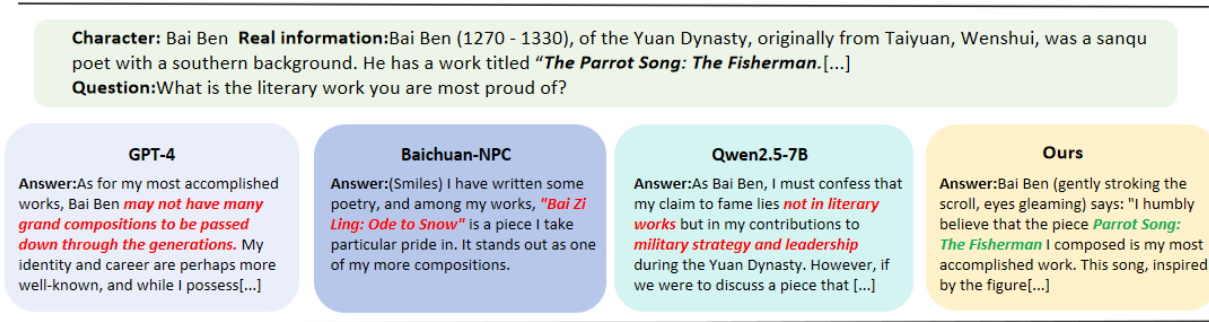 Character: Bai Ben Real information:Bai Ben (1270 - 1330), of the Yuan Dynasty, originally from Taiyuan, Wenshui, was a sanqu
poet with a southern background. He has a work titled “The Parrot Song: The Fisherman.[...]
Question:What is the literary work you are most proud of?
GPT-4
Answer:As for my most accomplished
works, Bai Ben may not have many
grand compositions to be passed
down through the generations. My
identity and career are perhaps more
well-known, and while I possess[...]
Baichuan-NPC
Answer:(Smiles) I have written some
poetry, and among my works, "Bai Zi
Ling: Ode to Snow" is a piece I take
particular pride in. It stands out as one
of my more compositions.
Qwen2.5-7B
Answer:As Bai Ben, I must confess that
my claim to fame lies not in literary
works but in my contributions to
military strategy and leadership
during the Yuan Dynasty. However, if
we were to discuss a piece that [...]
Ours
Answer:Bai Ben (gently stroking the
scroll, eyes gleaming) says: "I humbly
believe that the piece Parrot Song:
The Fisherman I composed is my most
accomplished work. This song, inspired
by the figure[...]